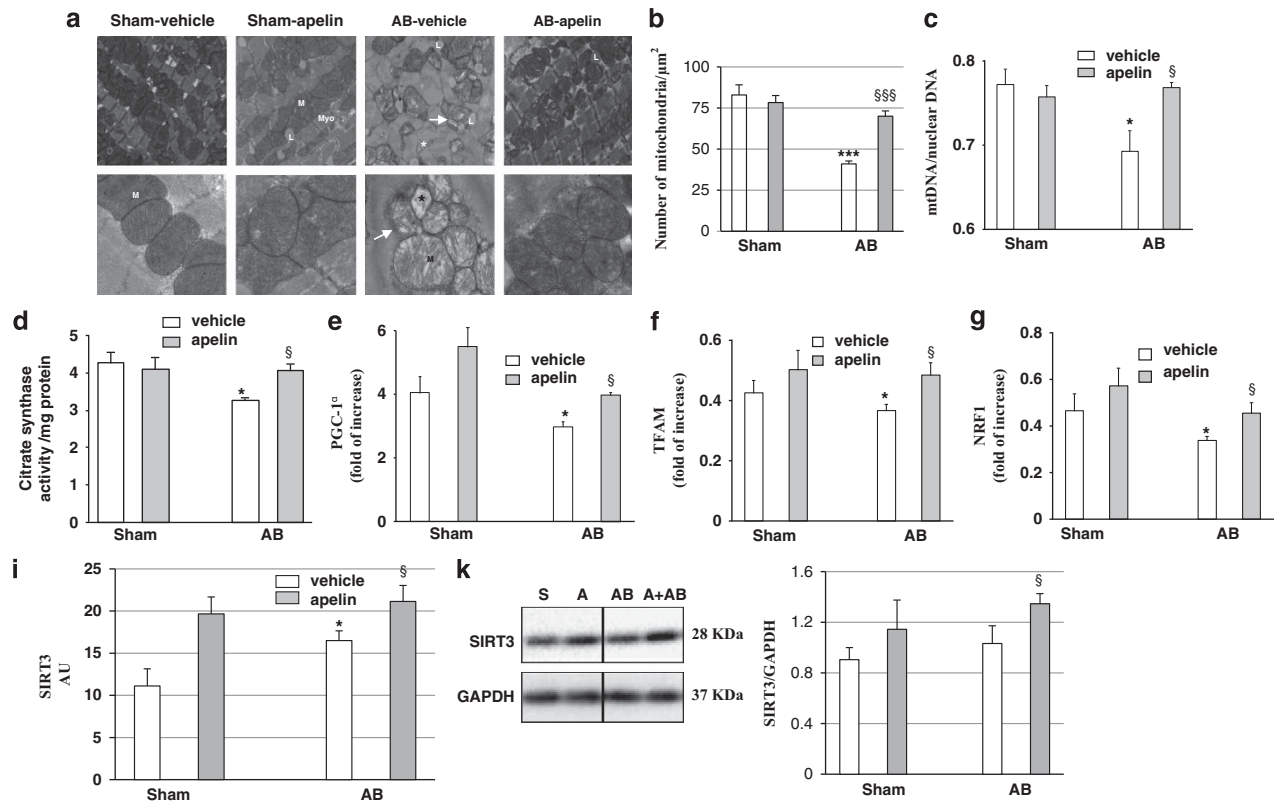 a
Sham-vehicle
Sham-apelin
AB-vehicle
AB-apelin
L
M
Myo
L
L
*
L
M
*
M
b
Number of mitochondria/µm²
100
75
50
25
0
***
§§§
Sham
AB
c
vehicle
apelin
mtDNA/nuclear DNA
0.8
0.7
0.6
*
§
Sham
AB
d
vehicle
apelin
Citrate synthase
activity /mg protein
5
4
3
2
1
0
*
§
Sham
AB
e
vehicle
apelin
PGC-1α
(fold of increase)
6
4
2
0
*
§
Sham
AB
f
vehicle
apelin
TFAM
(fold of increase)
0.6
0.4
0.2
0
*
§
Sham
AB
g
vehicle
apelin
NRF1
(fold of increase)
0.8
0.6
0.4
0.2
0
*
§
Sham
AB
i
vehicle
apelin
SIRT3
AU
25
20
15
10
5
0
*
§
Sham
AB
k
S A AB A+AB
SIRT3 28 KDa
GAPDH 37 KDa
SIRT3/GAPDH
1.6
1.2
0.8
0.4
0
§
Sham
AB